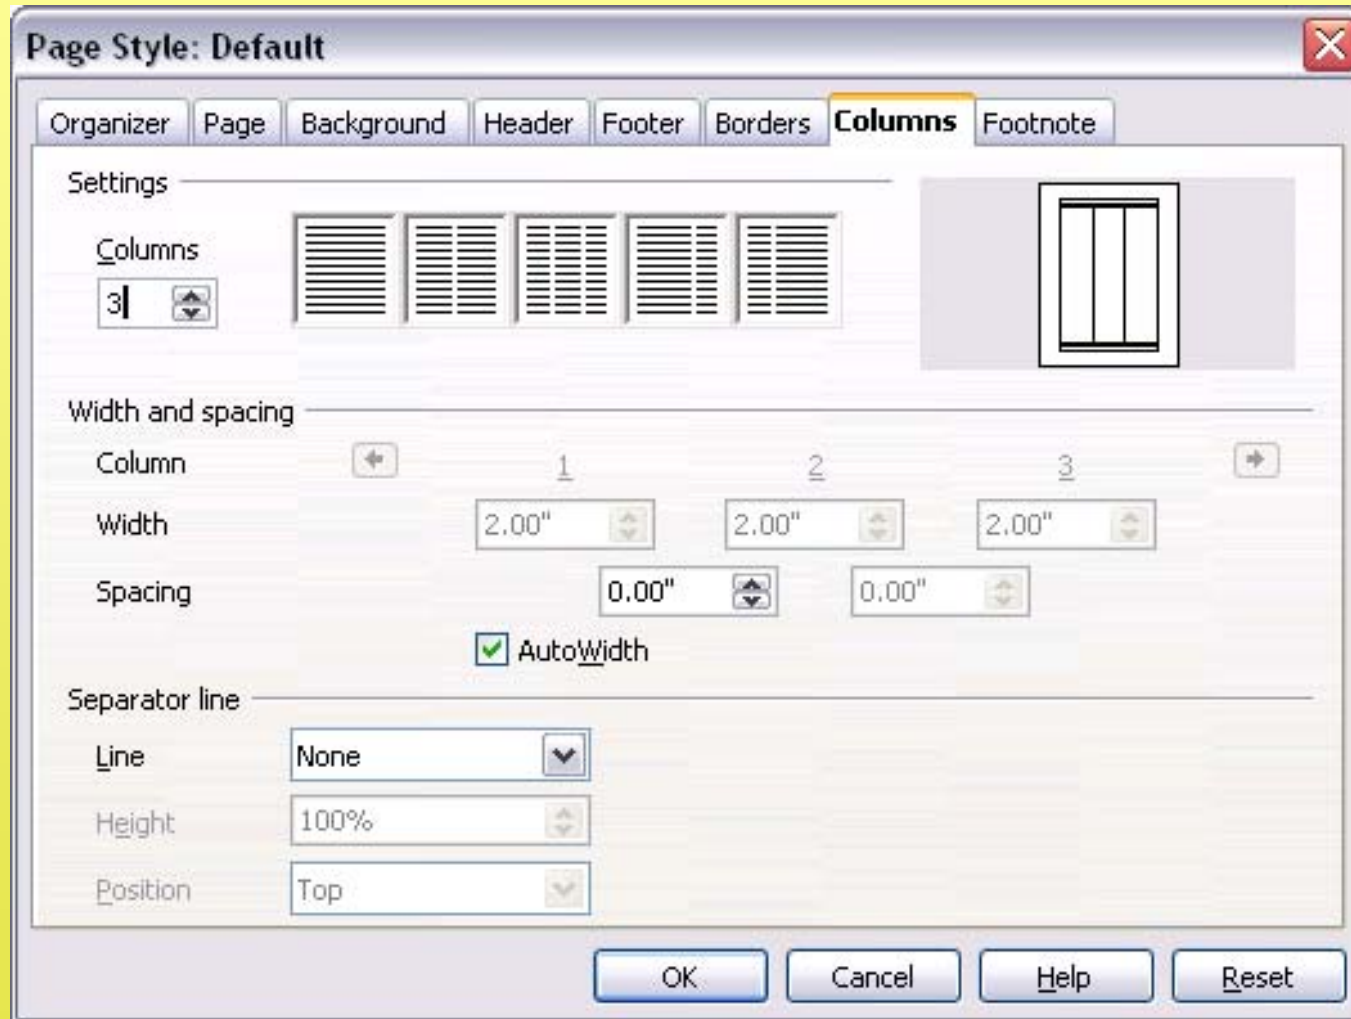 Page Style: Default
Organizer Page Background Header Footer Borders Columns Footnote
Settings
Columns
3
Width and spacing
Column 1 2 3
Width 2.00" 2.00" 2.00"
Spacing 0.00" 0.00"
AutoWidth
Separator line
Line None
Height 100%
Position Top
OK Cancel Help Reset